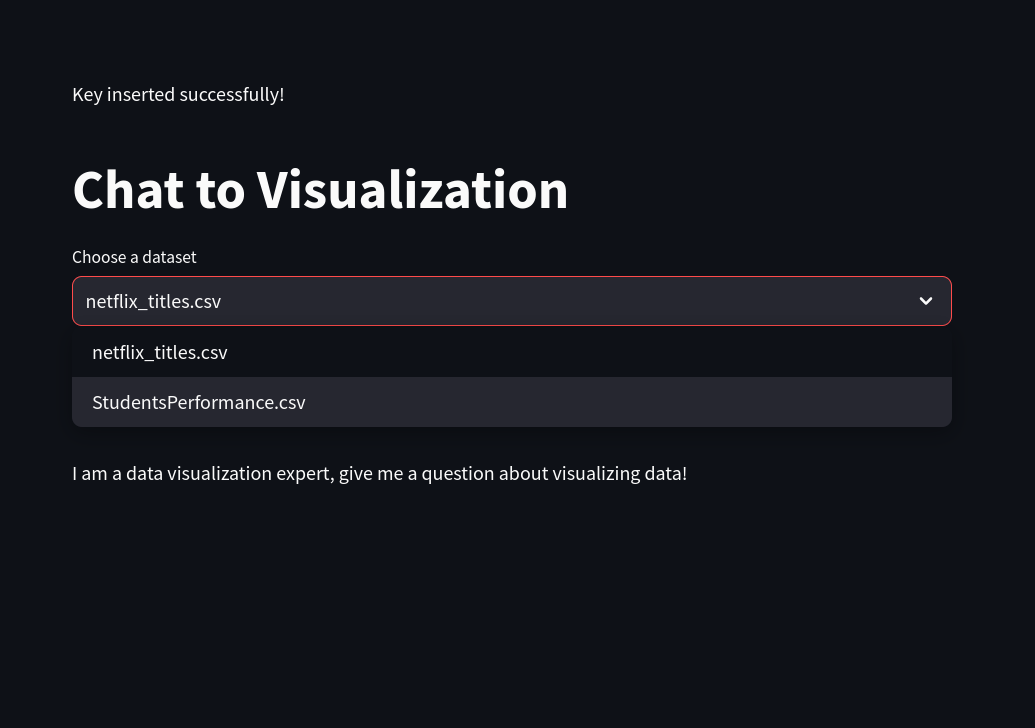 Key inserted successfully!
Chat to Visualization
Choose a dataset
netflix_titles.csv
netflix_titles.csv
StudentsPerformance.csv
I am a data visualization expert, give me a question about visualizing data!